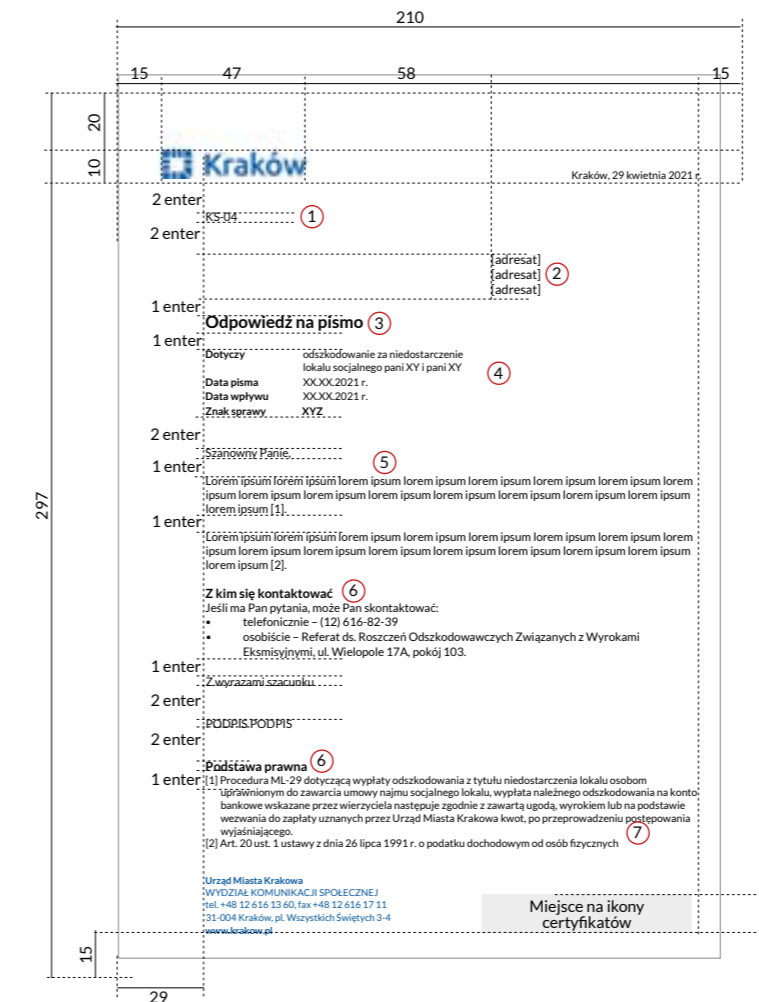 210
15 47 58 15
20
10
Kraków
Kraków, 29 kwietnia 2021 r.
2 enter
KS-04 1
2 enter
[adresat]
[adresat] 2
[adresat]
1 enter
Odpowiedź na pismo 3
1 enter
Dotyczy odszkodowanie za niedostarczenie
lokalu socjalnego pani XY i pani XY
4
Data pisma XX.XX.2021 r.
Data wpływu XX.XX.2021 r.
Znak sprawy XYZ
2 enter
Szanowny Panie,
5
1 enter
Lorem ipsum lorem ipsum lorem ipsum lorem ipsum lorem ipsum lorem ipsum lorem ipsum lorem
ipsum lorem ipsum lorem ipsum lorem ipsum lorem ipsum lorem ipsum lorem ipsum lorem ipsum
lorem ipsum [1].
297
1 enter
Lorem ipsum lorem ipsum lorem ipsum lorem ipsum lorem ipsum lorem ipsum lorem ipsum lorem
ipsum lorem ipsum lorem ipsum lorem ipsum lorem ipsum lorem ipsum lorem ipsum lorem ipsum
lorem ipsum [2].
Z kim się kontaktować 6
Jeśli ma Pan pytania, może Pan skontaktować:
• telefonicznie – (12) 616-82-39
• osobiście – Referat ds. Roszczeń Odszkodowawczych Związanych z Wyrokami
Eksmisyjnymi, ul. Wielopole 17A, pokój 103.
1 enter
Z wyrazami szacunku
2 enter
PODPIS PODPIS
2 enter
Podstawa prawna 6
1 enter
[1] Procedura ML-29 dotyczącą wypłaty odszkodowania z tytułu niedostarczenia lokalu osobom
uprawnionym do zawarcia umowy najmu socjalnego lokalu, wypłata należnego odszkodowania na konto
bankowe wskazane przez wierzyciela następuje zgodnie z zawartą ugodą, wyrokiem lub na podstawie
wezwania do zapłaty uznanych przez Urząd Miasta Krakowa kwot, po przeprowadzeniu postępowania
wyjaśniającego.
7
[2] Art. 20 ust. 1 ustawy z dnia 26 lipca 1991 r. o podatku dochodowym od osób fizycznych
Urząd Miasta Krakowa
WYDZIAŁ KOMUNIKACJI SPOŁECZNEJ
tel. +48 12 616 13 60, fax +48 12 616 17 11
31-004 Kraków, pl. Wszystkich Świętych 3-4
www.krakow.pl
Miejsce na ikony
certyfikatów
15
29